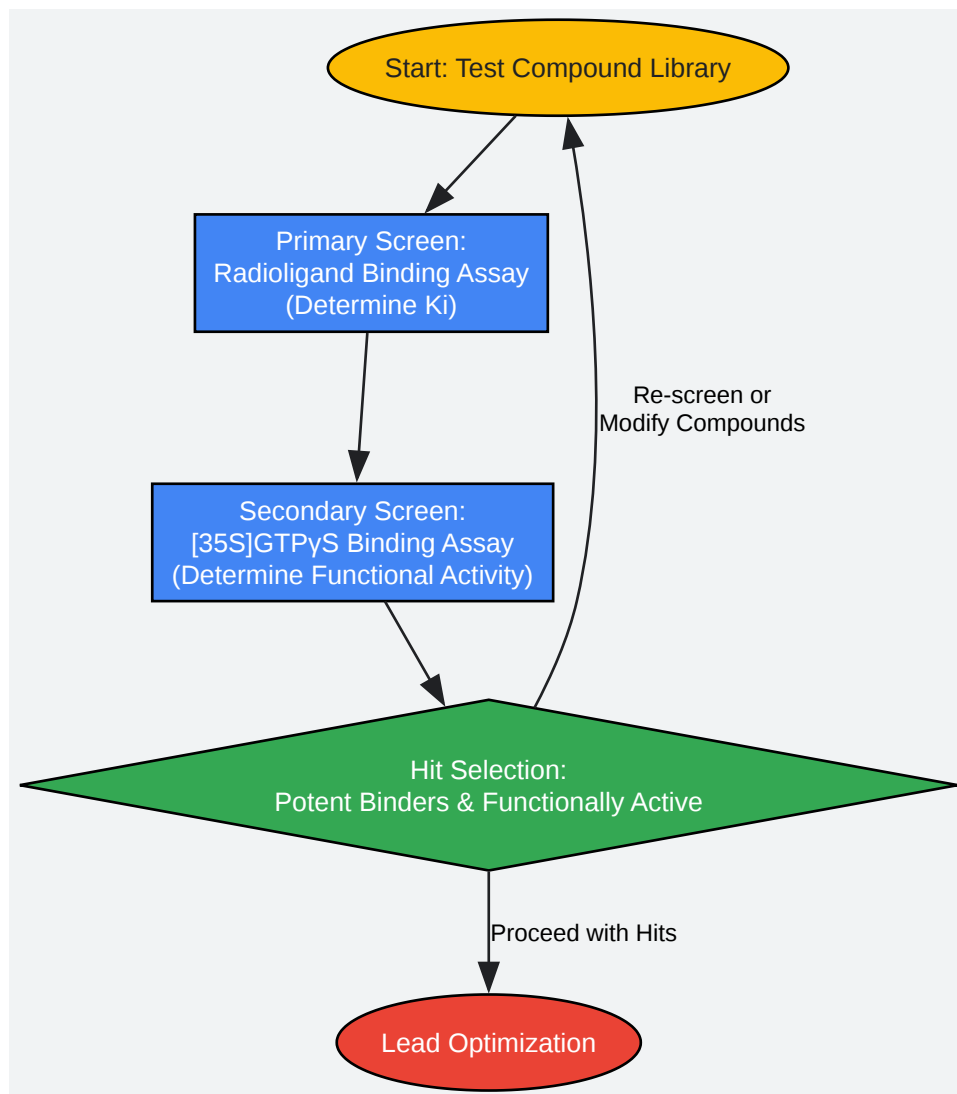 Start: Test Compound Library
Primary Screen:
Radioligand Binding Assay
(Determine Ki)
Re-screen or
Modify Compounds
Secondary Screen:
[35S]GTPγS Binding Assay
(Determine Functional Activity)
Hit Selection:
Potent Binders & Functionally Active
Proceed with Hits
Lead Optimization